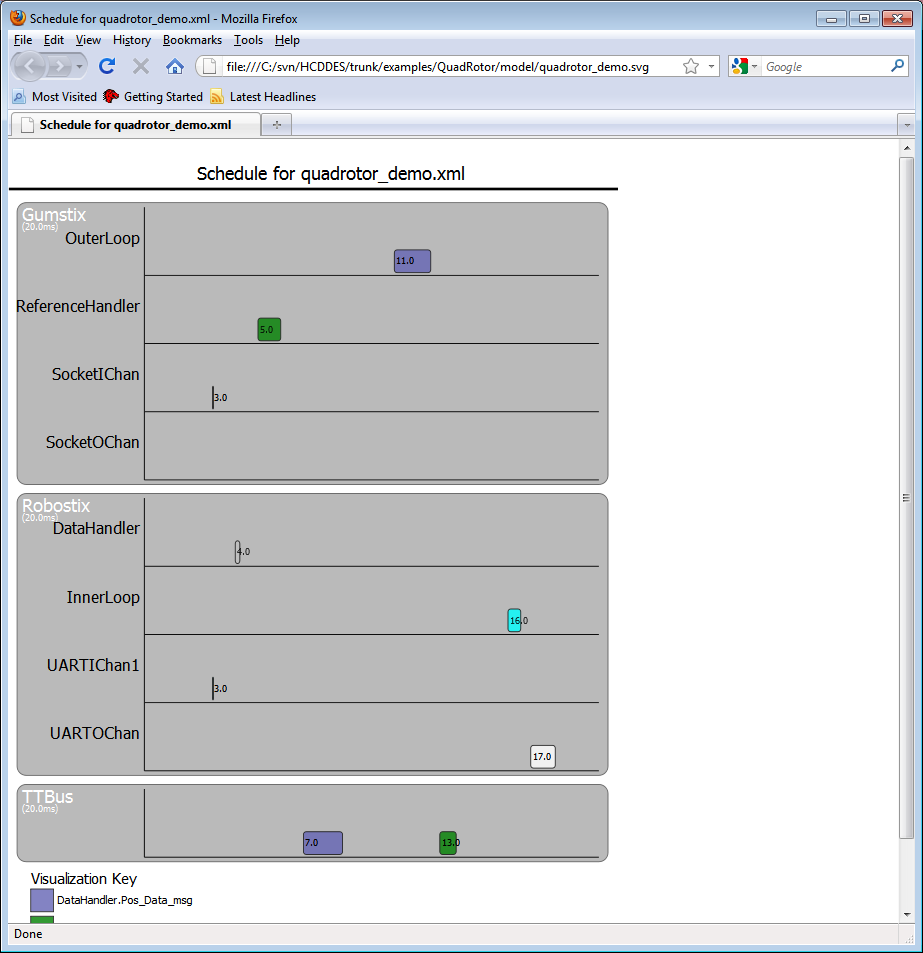 Schedule for quadrotor_demo.xml - Mozilla Firefox
File Edit View History Bookmarks Tools Help
file:///C:/svn/HCDDES/trunk/examples/QuadRotor/model/quadrotor_demo.svg
Google
Most Visited Getting Started Latest Headlines
Schedule for quadrotor_demo.xml
Schedule for quadrotor_demo.xml
Gumstix
(20.0ms)
OuterLoop
11.0
ReferenceHandler
5.0
SocketIChan
3.0
SocketOChan
Robostix
(20.0ms)
DataHandler
4.0
InnerLoop
16.0
UARTIChan1
3.0
UARTOChan
17.0
TTBus
(20.0ms)
7.0
13.0
Visualization Key
DataHandler.Pos_Data_msg
Done